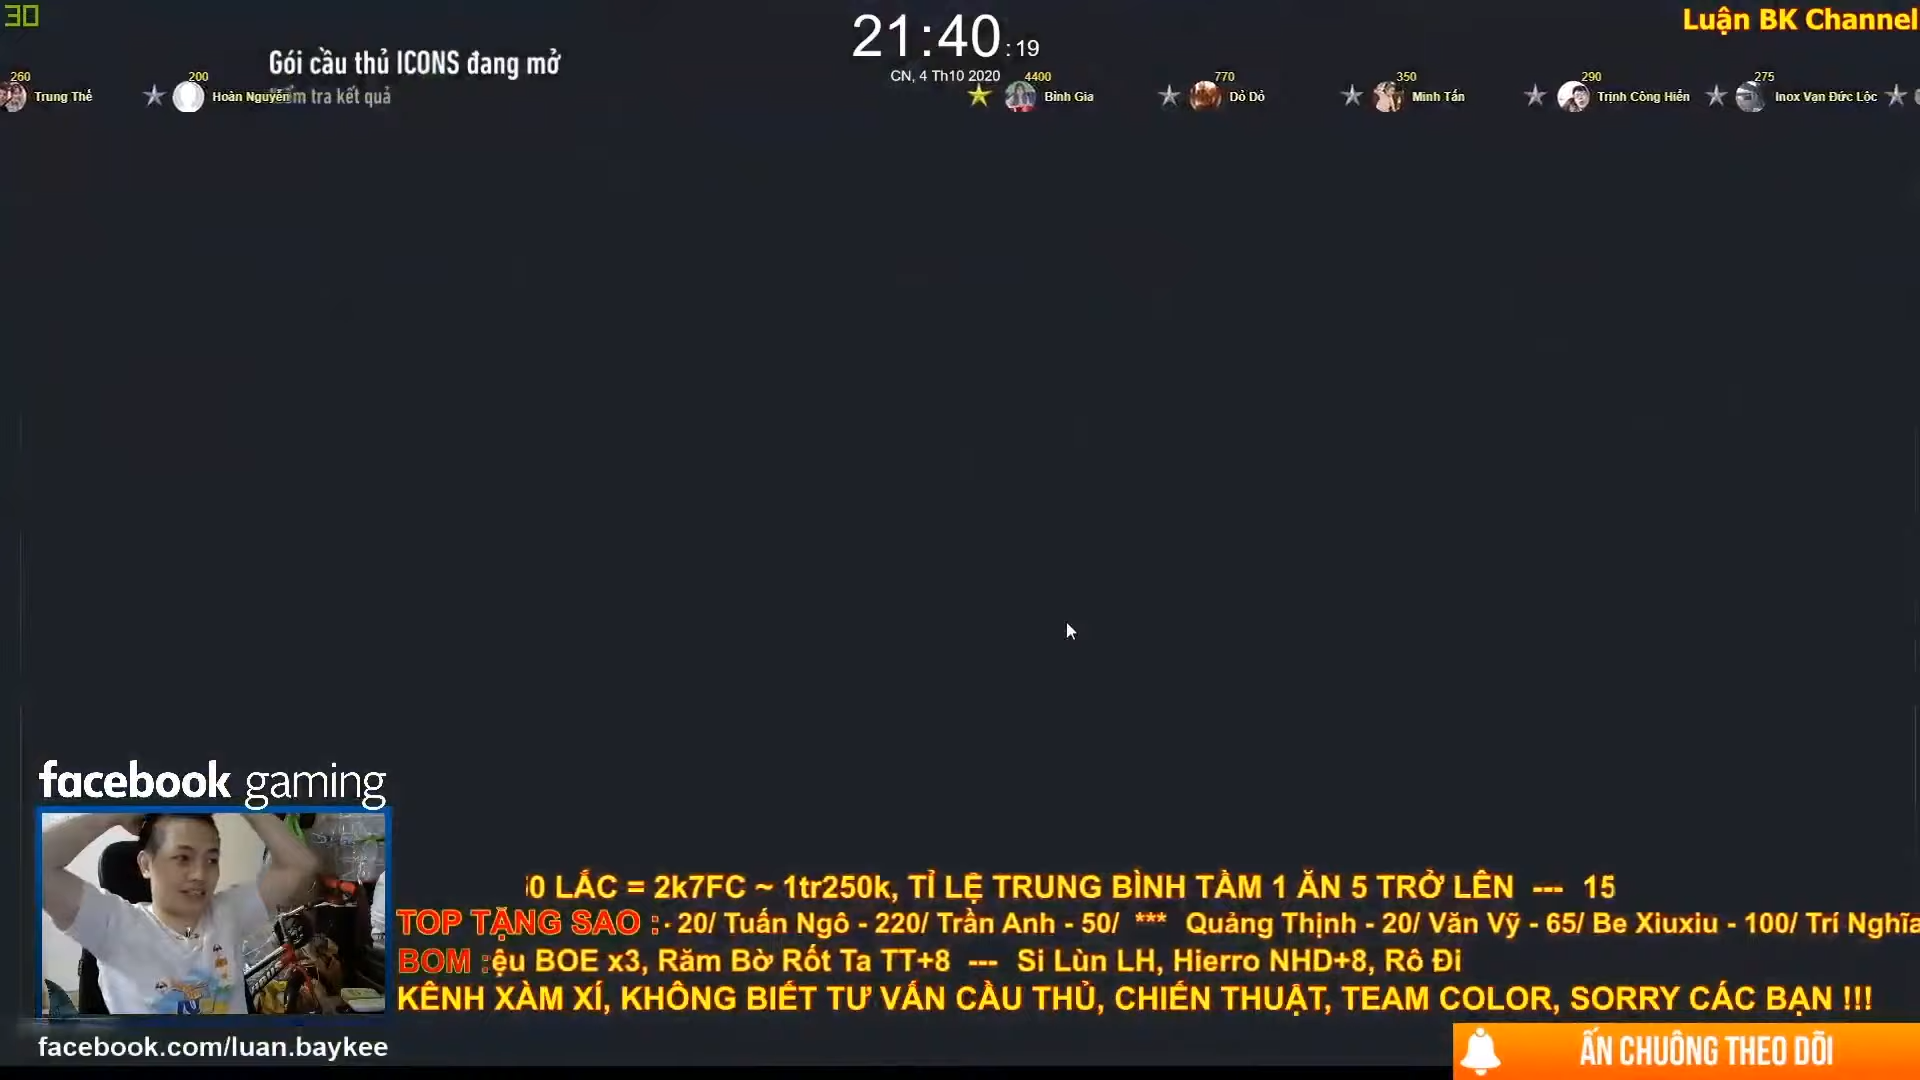 30
21:40:19
Luận BK Channel
Gói cầu thủ ICONS đang mở
CN, 4 Th10 2020
260 Trung Thế
200 Hoàn Nguyễn
tra kết quả
4400 Bình Gia
770 Dỏ Dỏ
350 Minh Tấn
290 Trịnh Công Hiến
275 Inox Vạn Đức Lộc
facebook gaming
0 LẮC = 2k7FC ~ 1tr250k, TỈ LỆ TRUNG BÌNH TẦM 1 ĂN 5 TRỞ LÊN --- 15
TOP TẶNG SAO : - 20/ Tuấn Ngô - 220/ Trần Anh - 50/ *** Quảng Thịnh - 20/ Văn Vỹ - 65/ Be Xiuxiu - 100/ Trí Nghĩa
BOM :ệu BOE x3, Răm Bờ Rốt Ta TT+8 --- Si Lùn LH, Hierro NHD+8, Rô Đi
KÊNH XÀM XÍ, KHÔNG BIẾT TƯ VẤN CẦU THỦ, CHIẾN THUẬT, TEAM COLOR, SORRY CÁC BẠN !!!
facebook.com/luan.baykee
ẤN CHUÔNG THEO DÕI